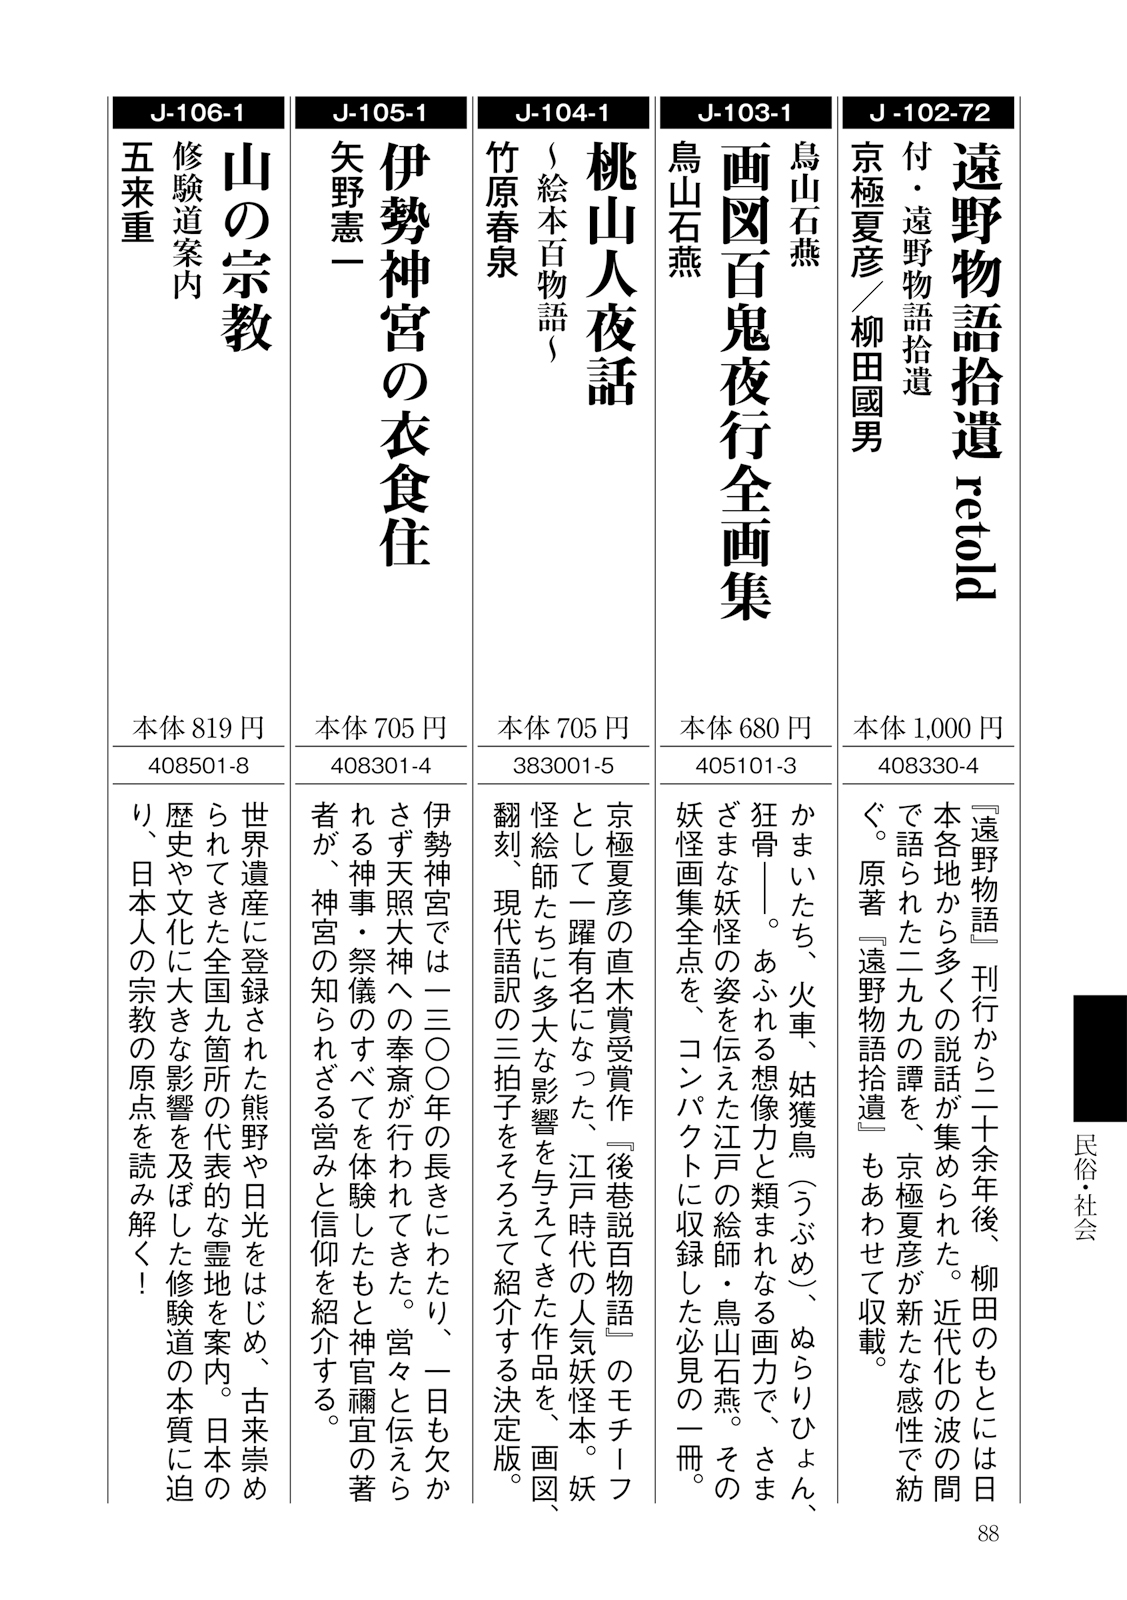 J-102-72
遠野物語拾遺 retold
付・遠野物語拾遺
京極夏彦／柳田國男
本体 1,000 円
408330-4
『遠野物語』刊行から二十余年後、柳田のもとには日
本各地から多くの説話が集められた。近代化の波の間
で語られた二九九の譚を、京極夏彦が新たな感性で紡
ぐ。原著『遠野物語拾遺』もあわせて収載。
J-103-1
鳥山石燕
画図百鬼夜行全画集
鳥山石燕
本体 680 円
405101-3
かまいたち、火車、姑獲鳥（うぶめ）、ぬらりひょん、
狂骨――。あふれる想像力と類まれなる画力で、さま
ざまな妖怪の姿を伝えた江戸の絵師・鳥山石燕。その
妖怪画集全点を、コンパクトに収録した必見の一冊。
J-104-1
桃山人夜話
～絵本百物語～
竹原春泉
本体 705 円
383001-5
京極夏彦の直木賞受賞作『後巷説百物語』のモチーフ
として一躍有名になった、江戸時代の人気妖怪本。妖
怪絵師たちに多大な影響を与えてきた作品を、画図、
翻刻、現代語訳の三拍子をそろえて紹介する決定版。
J-105-1
伊勢神宮の衣食住
矢野憲一
本体 705 円
408301-4
伊勢神宮では一三〇〇年の長きにわたり、一日も欠か
さず天照大神への奉斎が行われてきた。営々と伝えら
れる神事・祭儀のすべてを体験したもと神官禰宜の著
者が、神宮の知られざる営みと信仰を紹介する。
J-106-1
山の宗教
修験道案内
五来重
本体 819 円
408501-8
世界遺産に登録された熊野や日光をはじめ、古来崇め
られてきた全国九箇所の代表的な霊地を案内。日本の
歴史や文化に大きな影響を及ぼした修験道の本質に迫
り、日本人の宗教の原点を読み解く！
民俗・社会
88